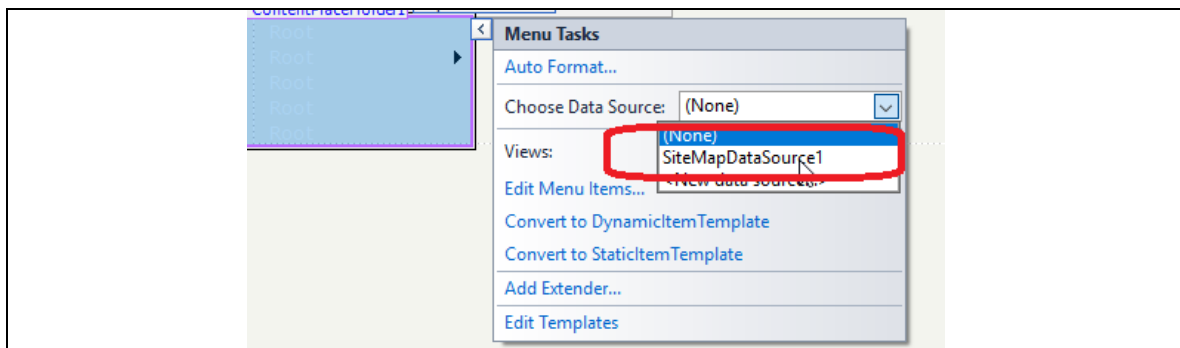 ContentPlaceHolder1
Root
Root
Root
Root
Root
Menu Tasks
Auto Format...
Choose Data Source: (None)
(None)
SiteMapDataSource1
<New data source...>
Views:
Edit Menu Items...
Convert to DynamicItemTemplate
Convert to StaticItemTemplate
Add Extender...
Edit Templates